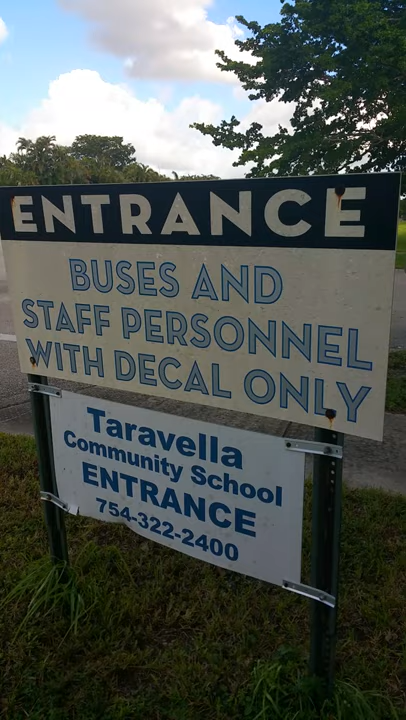 ENTRANCE
BUSES AND
STAFF PERSONNEL
WITH DECAL ONLY
Taravella
Community School
ENTRANCE
754-322-2400